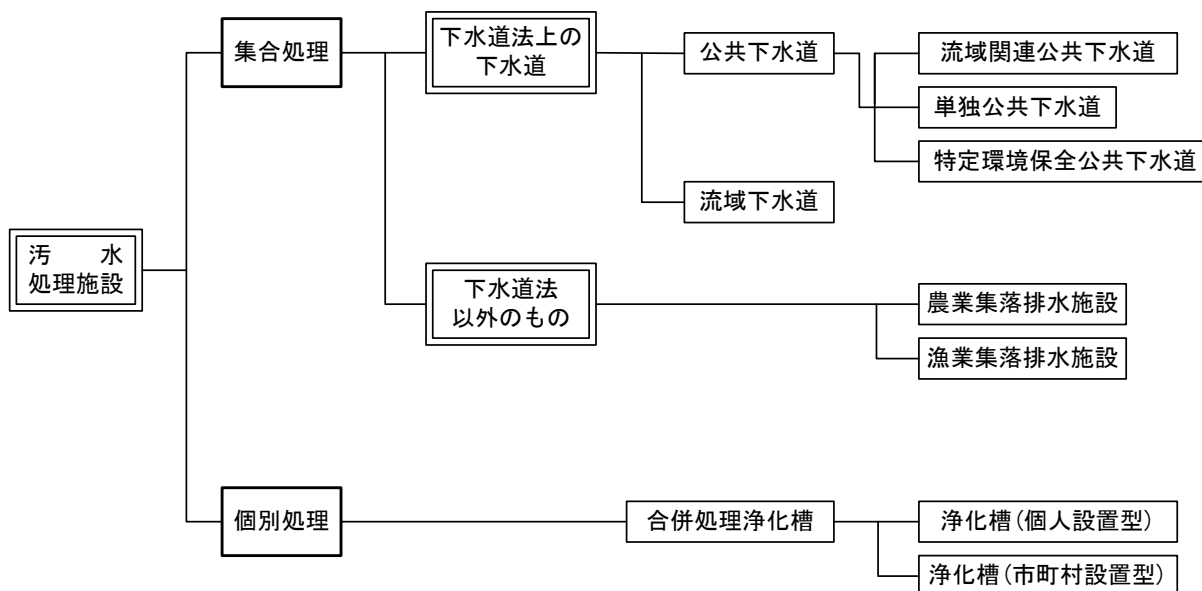 集合処理
下水道法上の
下水道
公共下水道
流域関連公共下水道
単独公共下水道
特定環境保全公共下水道
流域下水道
汚　　水
処理施設
下水道法
以外のもの
農業集落排水施設
漁業集落排水施設
個別処理
合併処理浄化槽
浄化槽(個人設置型)
浄化槽(市町村設置型)